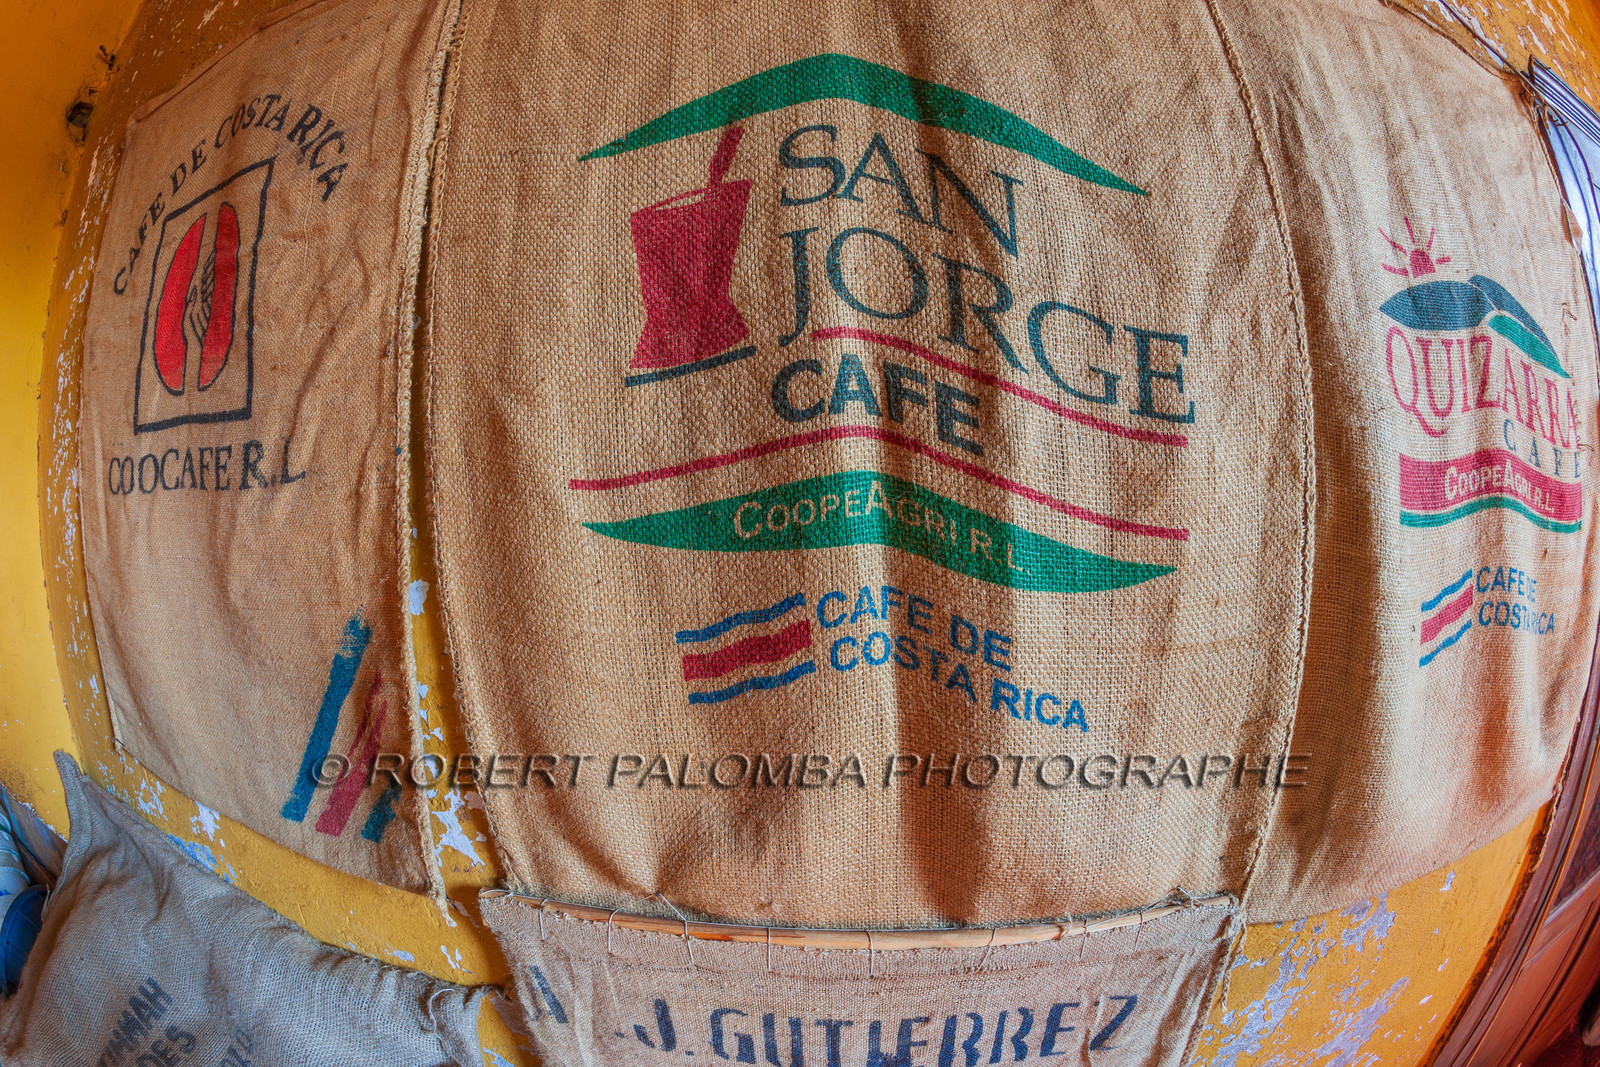 CAFE DE COSTA RICA
COOCAFE R.L
SAN
JORGE
CAFE
COOPEAGRI R.L.
CAFE DE
COSTA RICA
QUIZARRA
CAFE
COOPEAGRI R.L.
CAFE DE
COSTA RICA
© ROBERT PALOMBA PHOTOGRAPHE
J. GUTIERREZ